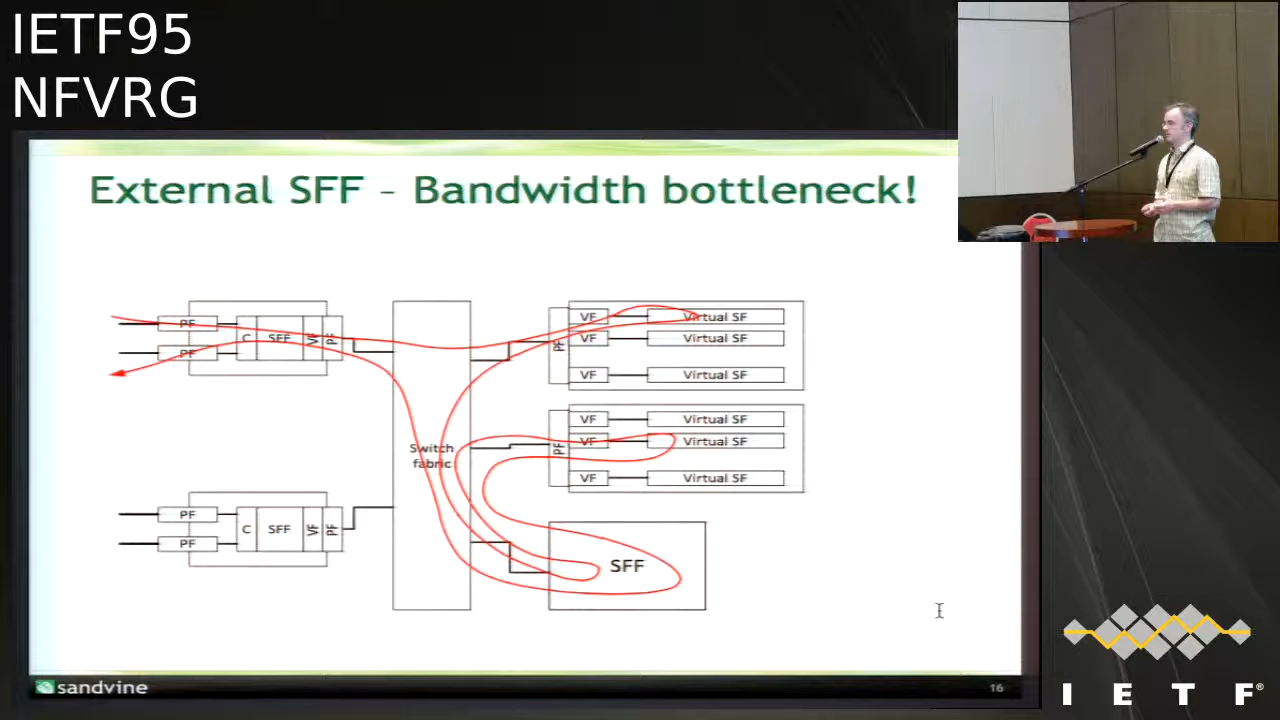 IETF95
NFVRG
External SFF – Bandwidth bottleneck!
PF
C
SFF
VF
PF
PF
Switch
fabric
PF
C
SFF
VF
PF
PF
PF
VF
Virtual SF
VF
Virtual SF
VF
Virtual SF
PF
VF
Virtual SF
VF
Virtual SF
VF
Virtual SF
SFF
sandvine
16
I E T F®